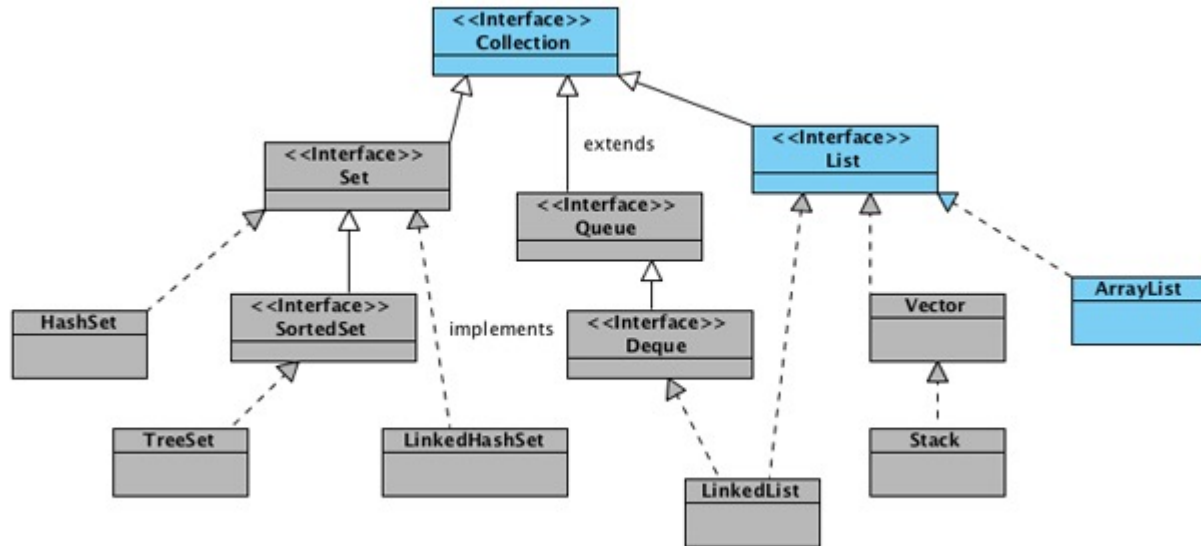 <<Interface>>
Collection
<<Interface>>
List
<<Interface>>
Set
extends
<<Interface>>
Queue
ArrayList
<<Interface>>
SortedSet
Vector
HashSet
implements
<<Interface>>
Deque
TreeSet
LinkedHashSet
Stack
LinkedList